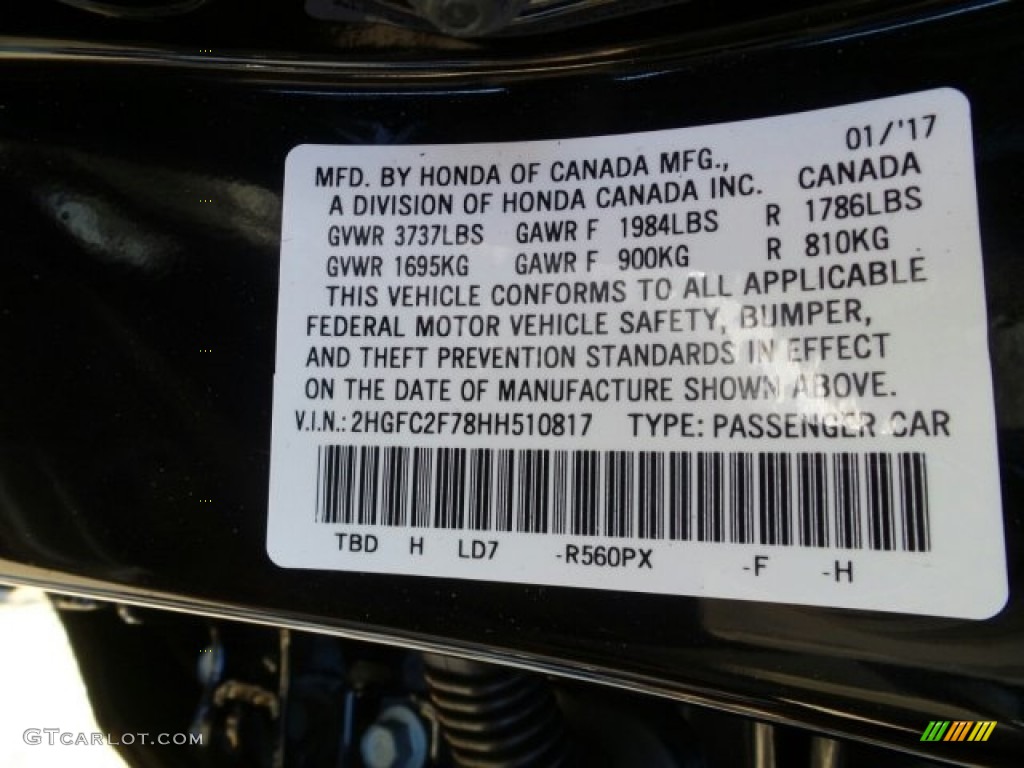 01/'17
MFD. BY HONDA OF CANADA MFG., CANADA
A DIVISION OF HONDA CANADA INC.
GVWR 3737LBS GAWR F 1984LBS R 1786LBS
GVWR 1695KG GAWR F 900KG R 810KG
THIS VEHICLE CONFORMS TO ALL APPLICABLE
FEDERAL MOTOR VEHICLE SAFETY, BUMPER,
AND THEFT PREVENTION STANDARDS IN EFFECT
ON THE DATE OF MANUFACTURE SHOWN ABOVE.
V.I.N.: 2HGFC2F78HH510817 TYPE: PASSENGER CAR
TBD H LD7 -R560PX -F -H
GTCARLOT.COM